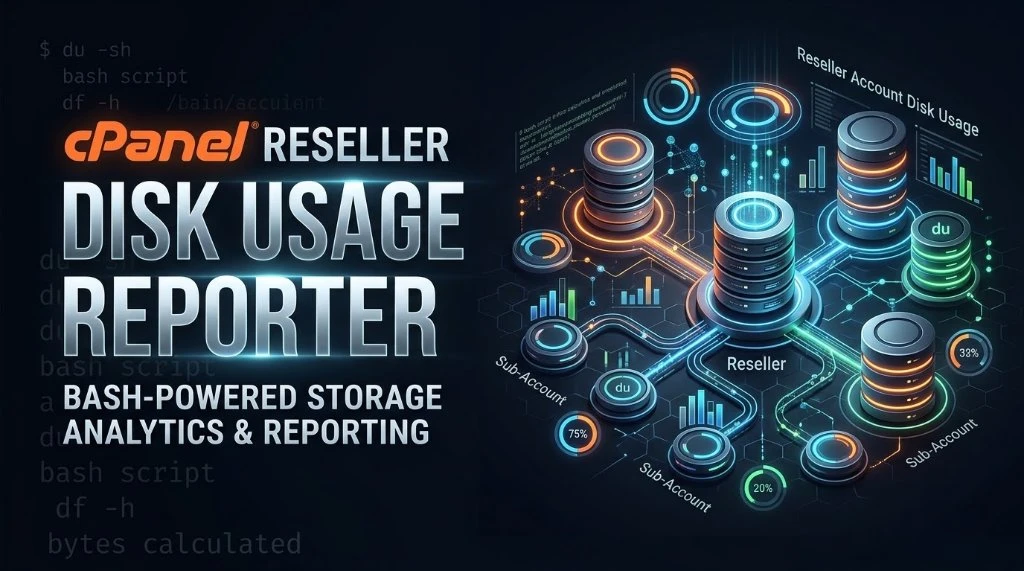 $ du -sh
bash script
df -h /bain/accuient
cPanel® RESELLER
DISK USAGE
REPORTER
BASH-POWERED STORAGE
ANALYTICS & REPORTING
bash script
bash script
df -h
bytes calculated
Reseller Account Disk Usage
du
Reseller
Sub-Account
du
75%
Sub-Account
20%
33%
Sub-Account